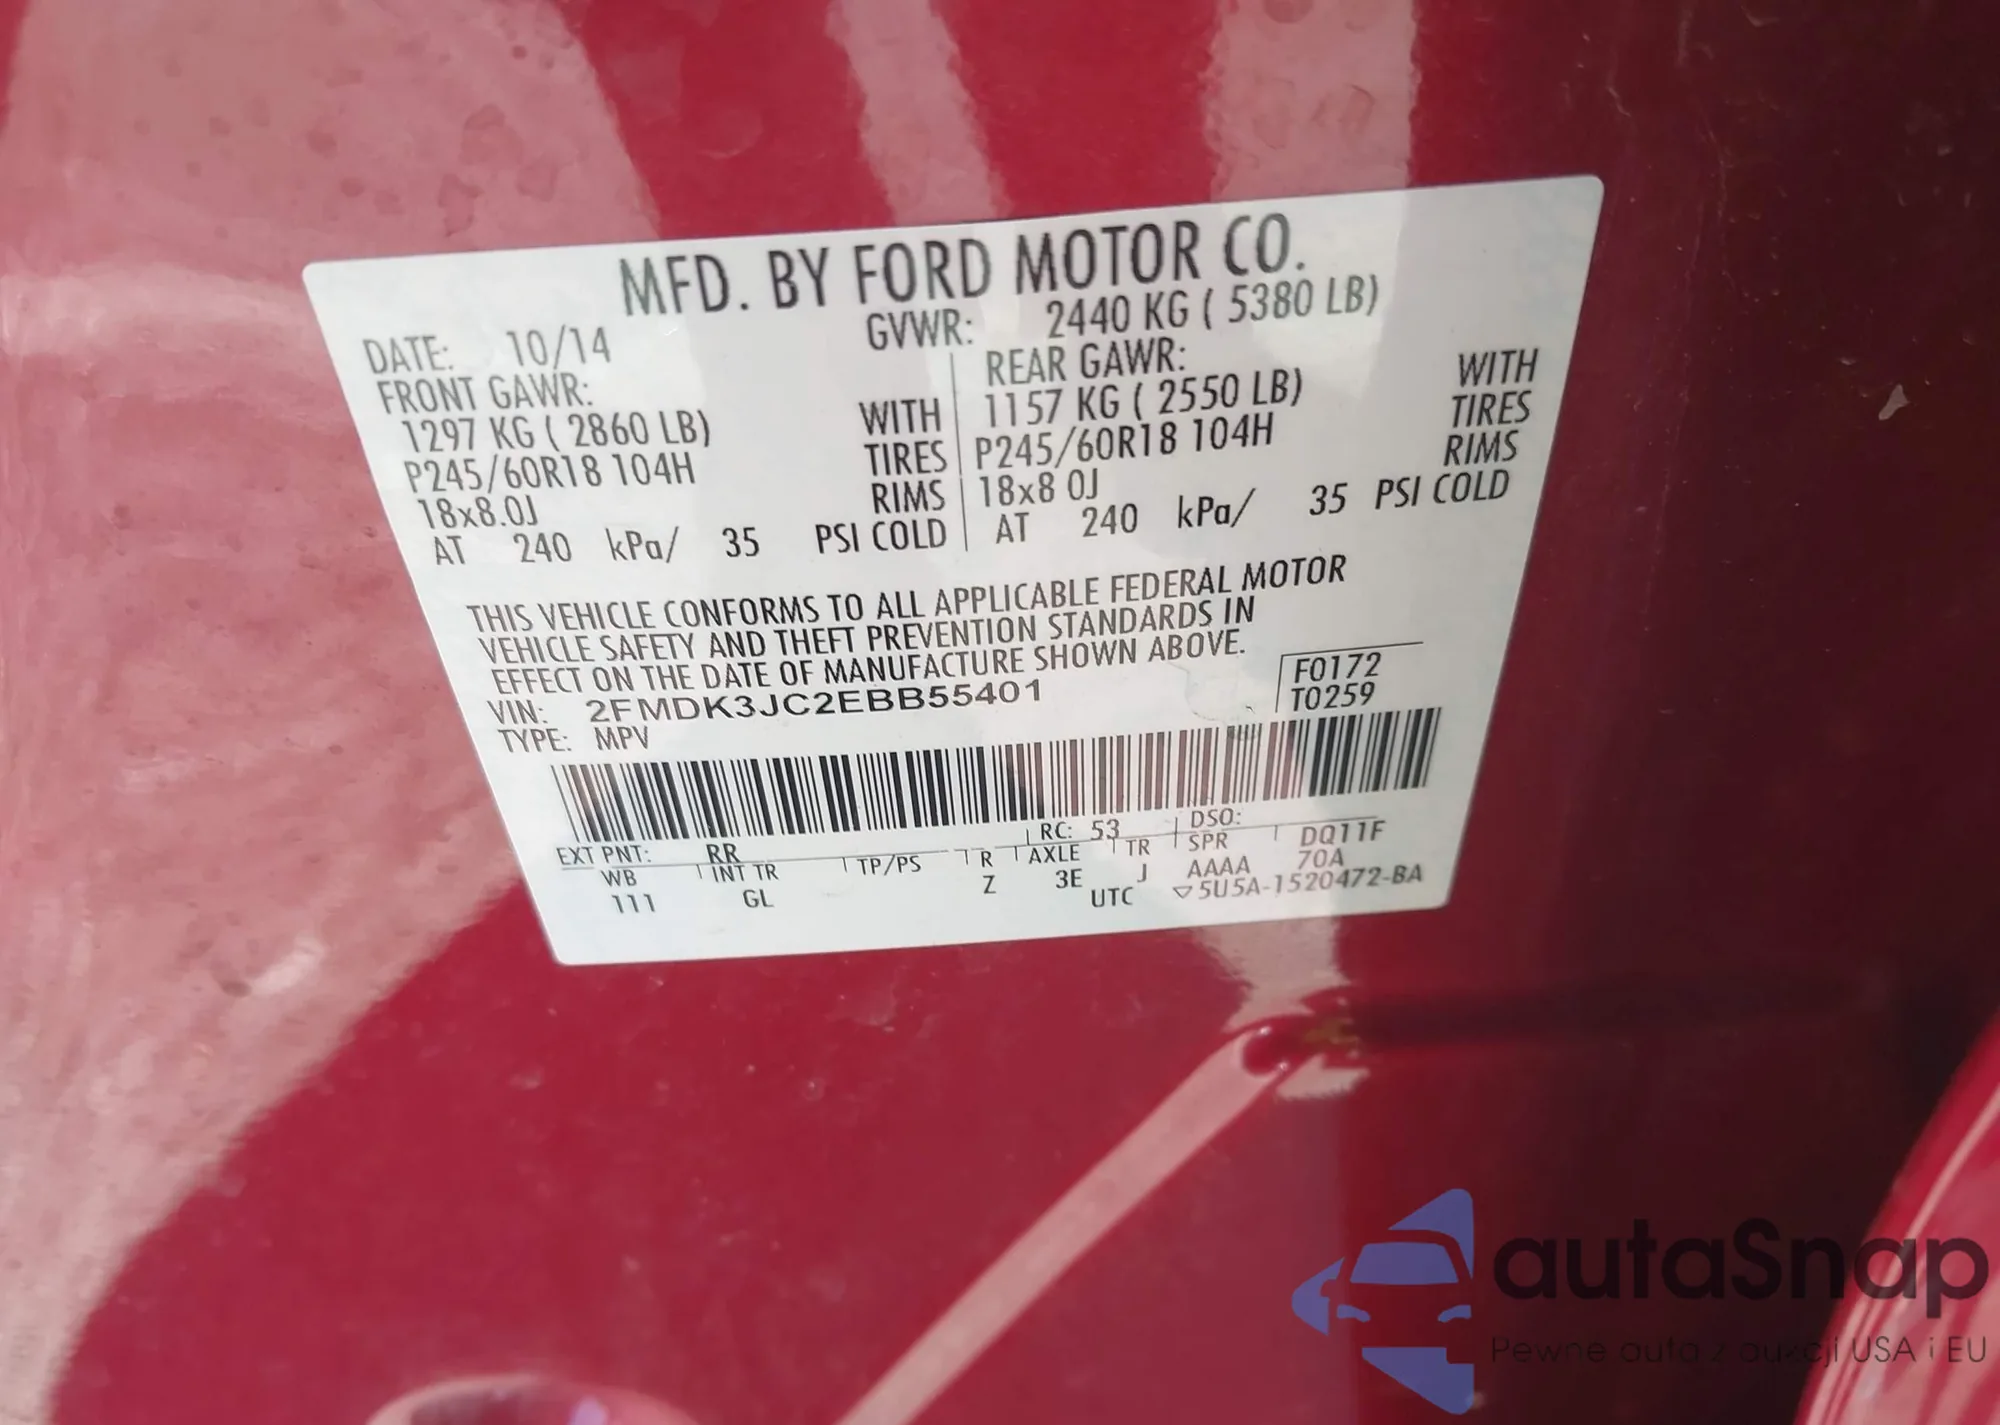 MFD. BY FORD MOTOR CO.
DATE: 10/14 GVWR: 2440 KG ( 5380 LB)
FRONT GAWR: REAR GAWR:
1297 KG ( 2860 LB) WITH 1157 KG ( 2550 LB) WITH
P245/60R18 104H TIRES P245/60R18 104H TIRES
18x8.0J RIMS 18x8 0J RIMS
AT 240 kPa/ 35 PSI COLD AT 240 kPa/ 35 PSI COLD
THIS VEHICLE CONFORMS TO ALL APPLICABLE FEDERAL MOTOR
VEHICLE SAFETY AND THEFT PREVENTION STANDARDS IN
EFFECT ON THE DATE OF MANUFACTURE SHOWN ABOVE.
VIN: 2FMDK3JC2EBB55401 F0172
TYPE: MPV T0259
EXT PNT: RR RC: 53 DSO:
WB INT TR TP/PS R AXLE TR SPR DQ11F
111 GL Z 3E J AAAA 70A
UTC ▽5U5A-1520472-BA
autaSnap
Pewne auta z aukcji USA i EU